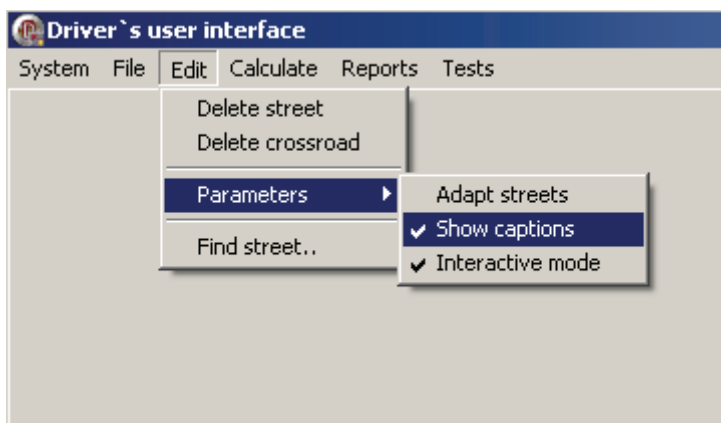 Driver`s user interface
System File Edit Calculate Reports Tests
Delete street
Delete crossroad
Parameters
Adapt streets
Show captions
Interactive mode
Find street..